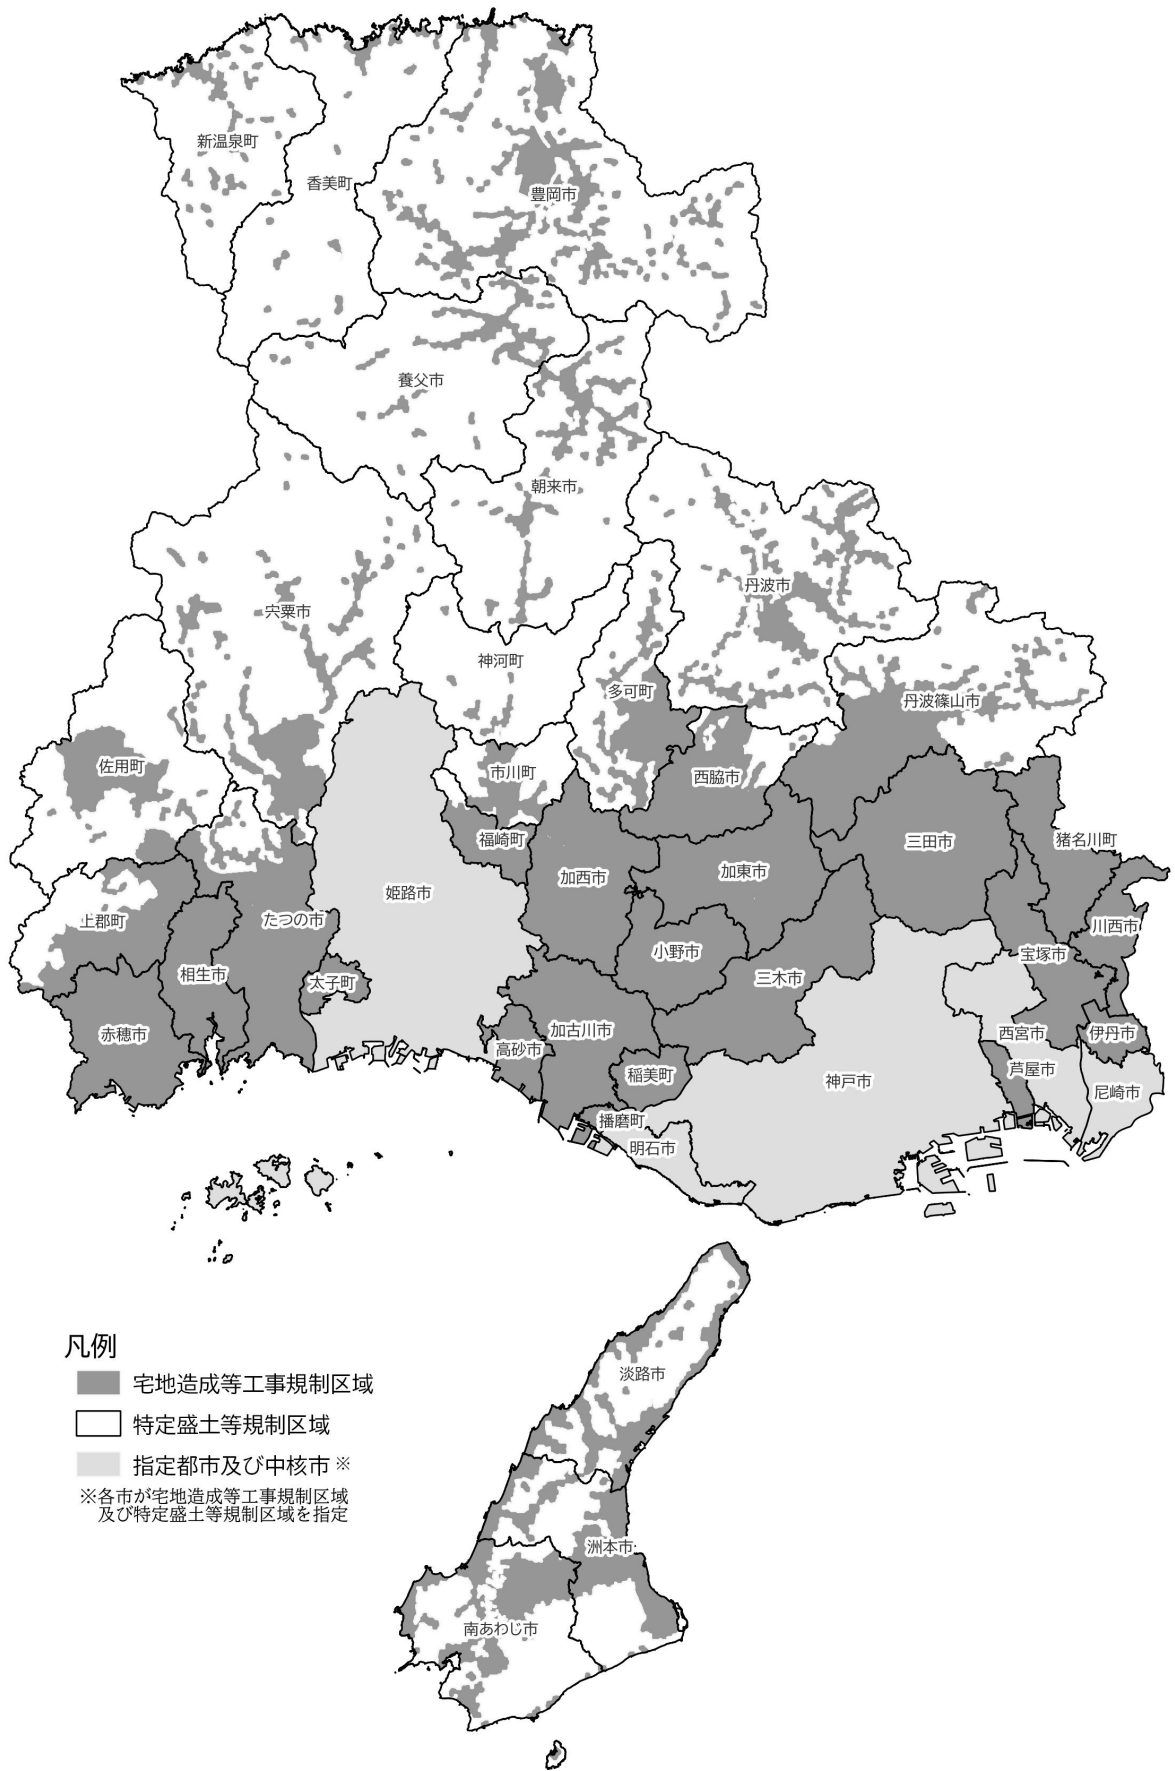 新温泉町
香美町
豊岡市
養父市
朝来市
丹波市
宍粟市
神河町
多可町
丹波篠山市
佐用町
市川町
西脇市
福崎町
三田市
猪名川町
加西市
加東市
姫路市
上郡町
たつの市
川西市
小野市
宝塚市
相生市
太子町
三木市
赤穂市
加古川市
西宮市
伊丹市
高砂市
芦屋市
稲美町
神戸市
尼崎市
播磨町
明石市
淡路市
洲本市
南あわじ市
凡例
宅地造成等工事規制区域
特定盛土等規制区域
指定都市及び中核市※
※各市が宅地造成等工事規制区域
及び特定盛土等規制区域を指定